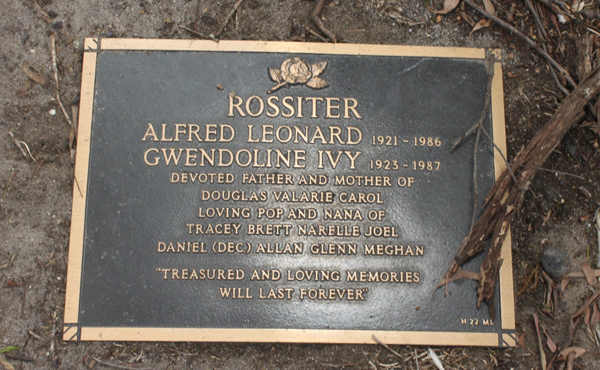 ROSSITER
ALFRED LEONARD 1921 - 1986
GWENDOLINE IVY 1923 - 1987
DEVOTED FATHER AND MOTHER OF
DOUGLAS VALARIE CAROL
LOVING POP AND NANA OF
TRACEY BRETT NARELLE JOEL
DANIEL (DEC.) ALLAN GLENN MEGHAN
"TREASURED AND LOVING MEMORIES
WILL LAST FOREVER"
H 22 ML